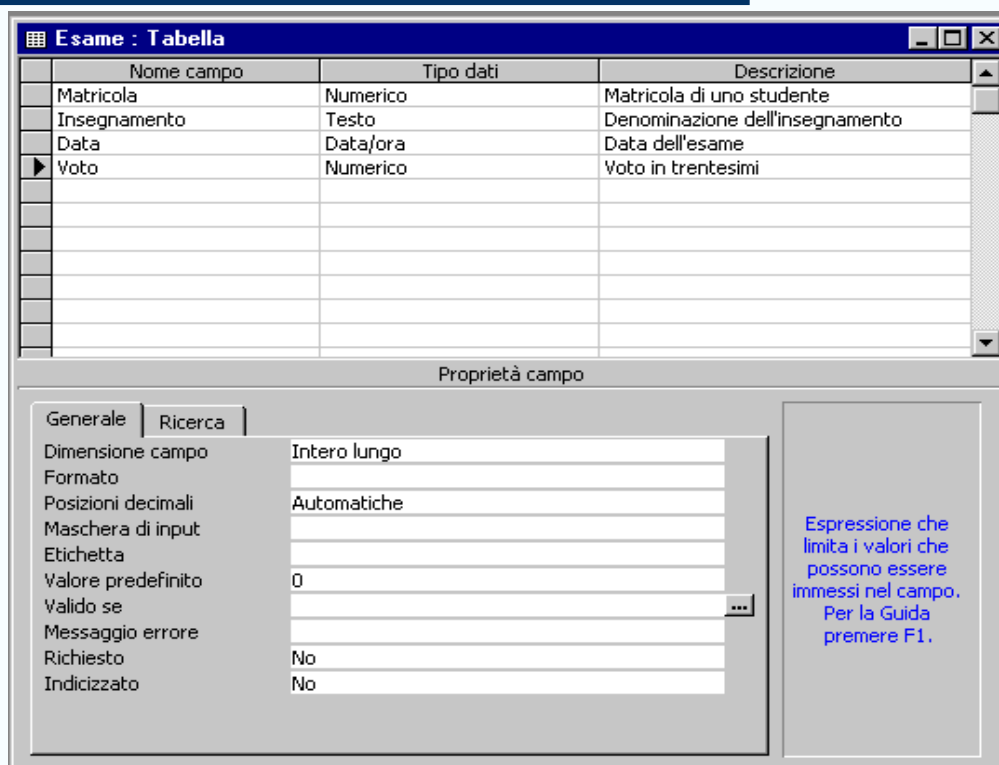 Esame : Tabella
Nome campo Tipo dati Descrizione
Matricola Numerico Matricola di uno studente
Insegnamento Testo Denominazione dell'insegnamento
Data Data/ora Data dell'esame
Voto Numerico Voto in trentesimi
Proprietà campo
Generale Ricerca
Dimensione campo Intero lungo
Formato
Posizioni decimali Automatiche
Maschera di input
Etichetta
Valore predefinito 0
Valido se ...
Messaggio errore
Richiesto No
Indicizzato No
Espressione che
limita i valori che
possono essere
immessi nel campo.
Per la Guida
premere F1.